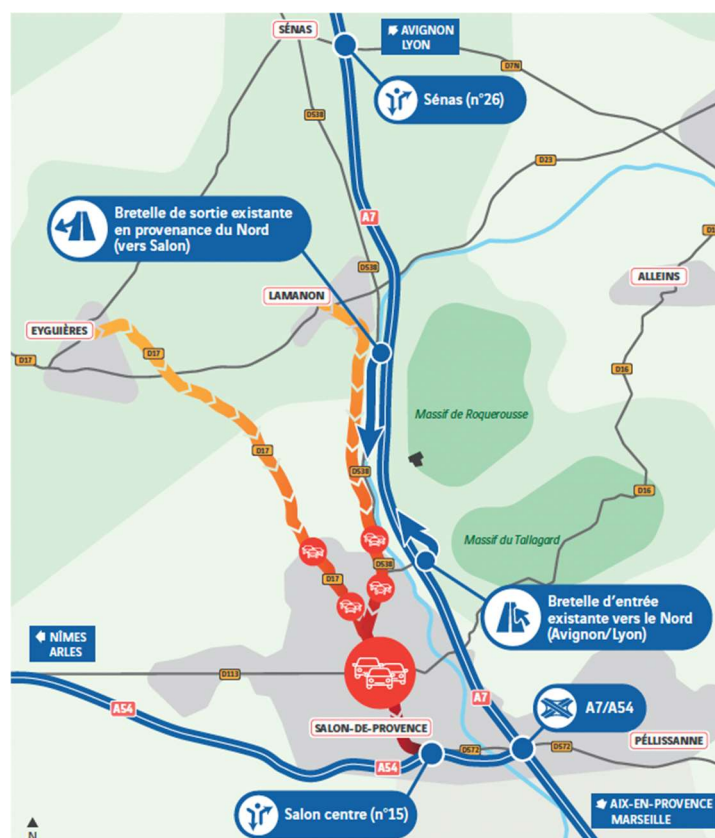 SÉNAS
AVIGNON
LYON
D7N
Sénas (n°26)
D538
D23
A7
Bretelle de sortie existante
en provenance du Nord
(vers Salon)
D538
ALLEINS
LAMANON
EYGUIÈRES
D17
D17
D16
Massif de Roquerousse
D17
D538
D16
Massif du Tallagard
D538
D17
Bretelle d'entrée
existante vers le Nord
(Avignon/Lyon)
NÎMES
ARLES
D113
A7
A54
A7/A54
SALON-DE-PROVENCE
D572
D572
PÉLLISSANNE
A54
Salon centre (n°15)
AIX-EN-PROVENCE
MARSEILLE
N